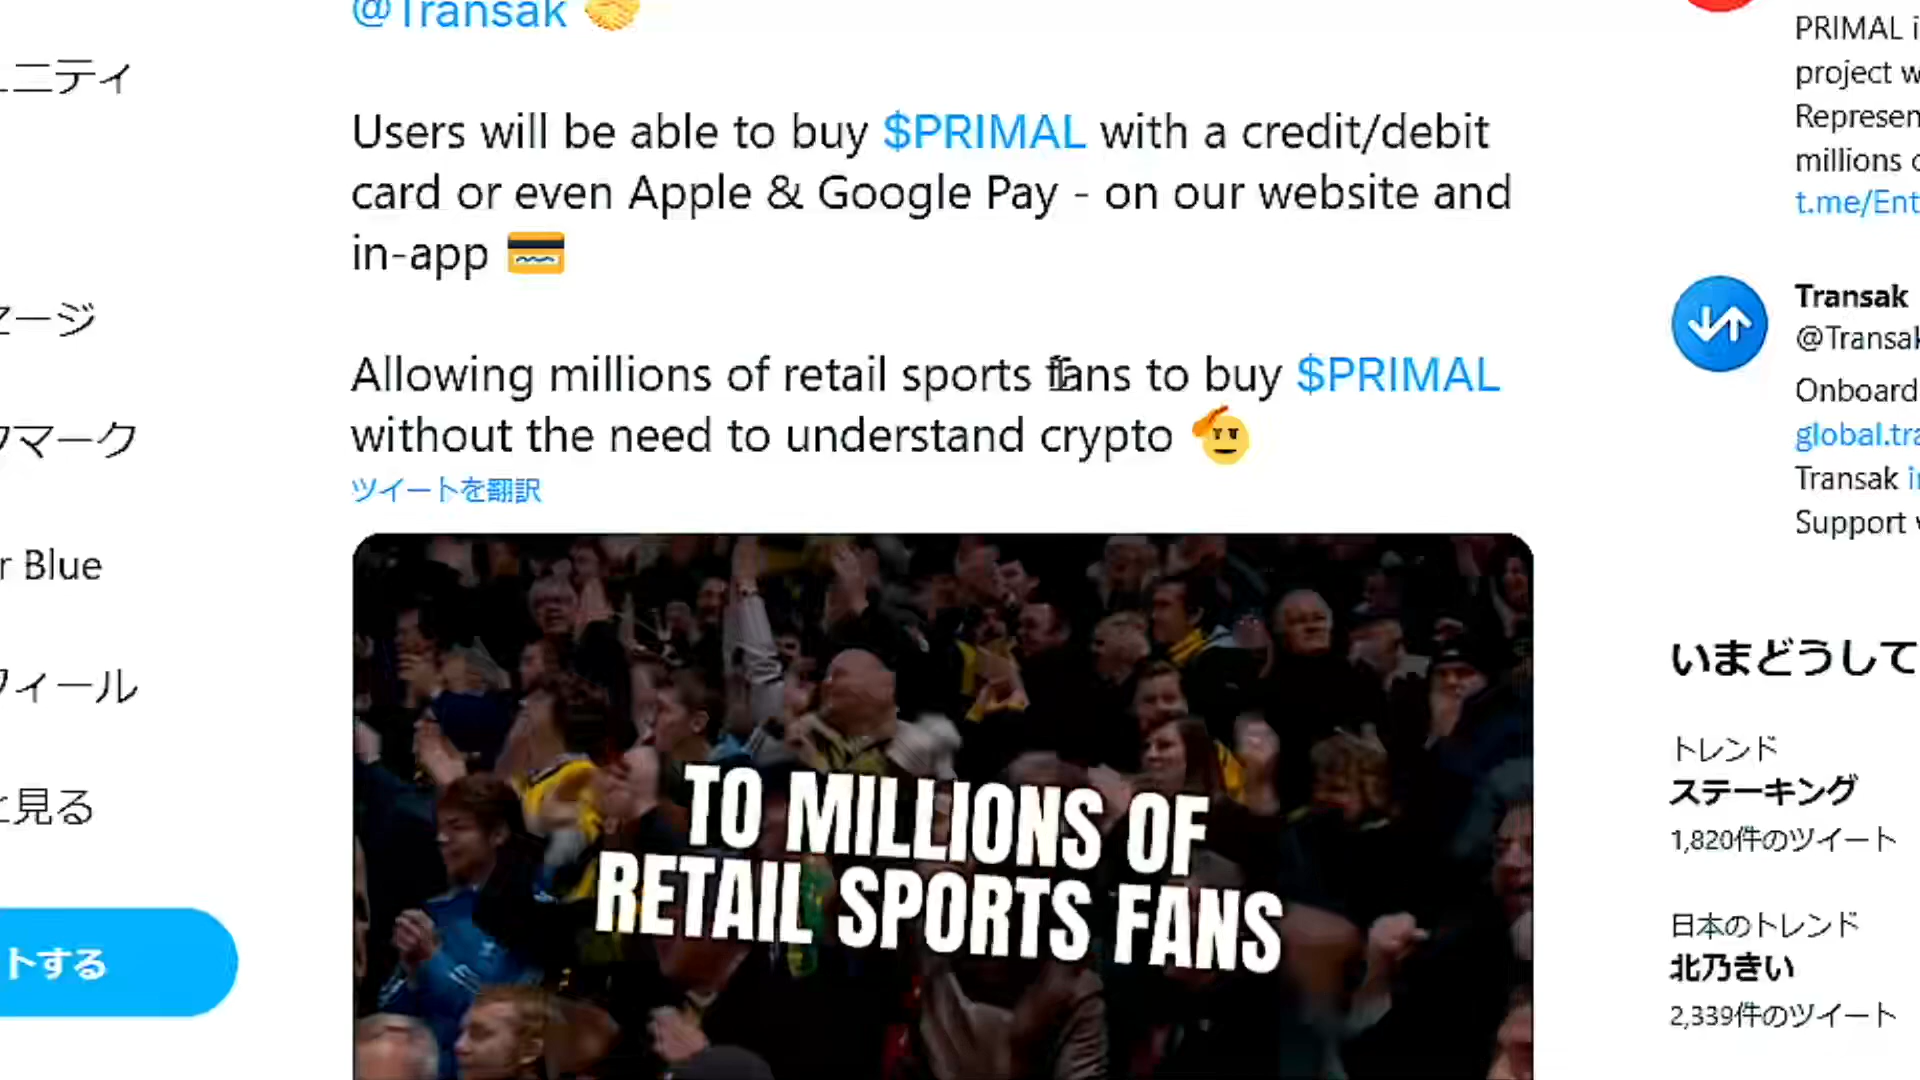 @Transak
Users will be able to buy $PRIMAL with a credit/debit
card or even Apple & Google Pay - on our website and
in-app
Allowing millions of retail sports fans to buy $PRIMAL
without the need to understand crypto
ツイートを翻訳
TO MILLIONS OF
RETAIL SPORTS FANS
ニティ
ージ
マーク
r Blue
ィール
見る
トする
PRIMAL i
project w
Represen
millions o
t.me/Ent
Transak
@Transak
Onboard
global.tra
Transak i
Support w
いまどうして
トレンド
ステーキング
1,820件のツイート
日本のトレンド
北乃きい
2,339件のツイート